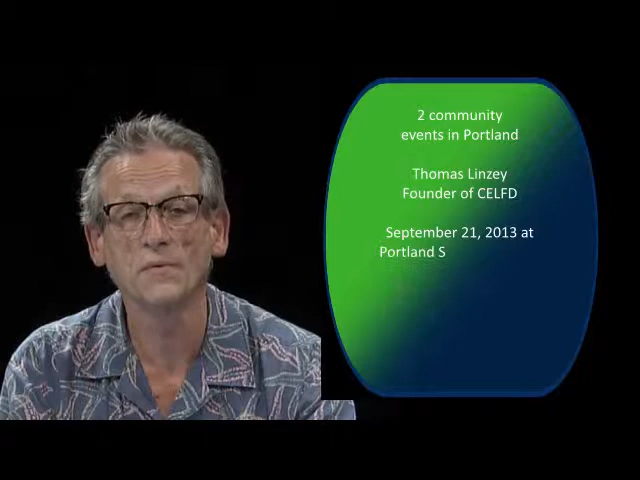 2 community
events in Portland
Thomas Linzey
Founder of CELFD
September 21, 2013 at
Portland S